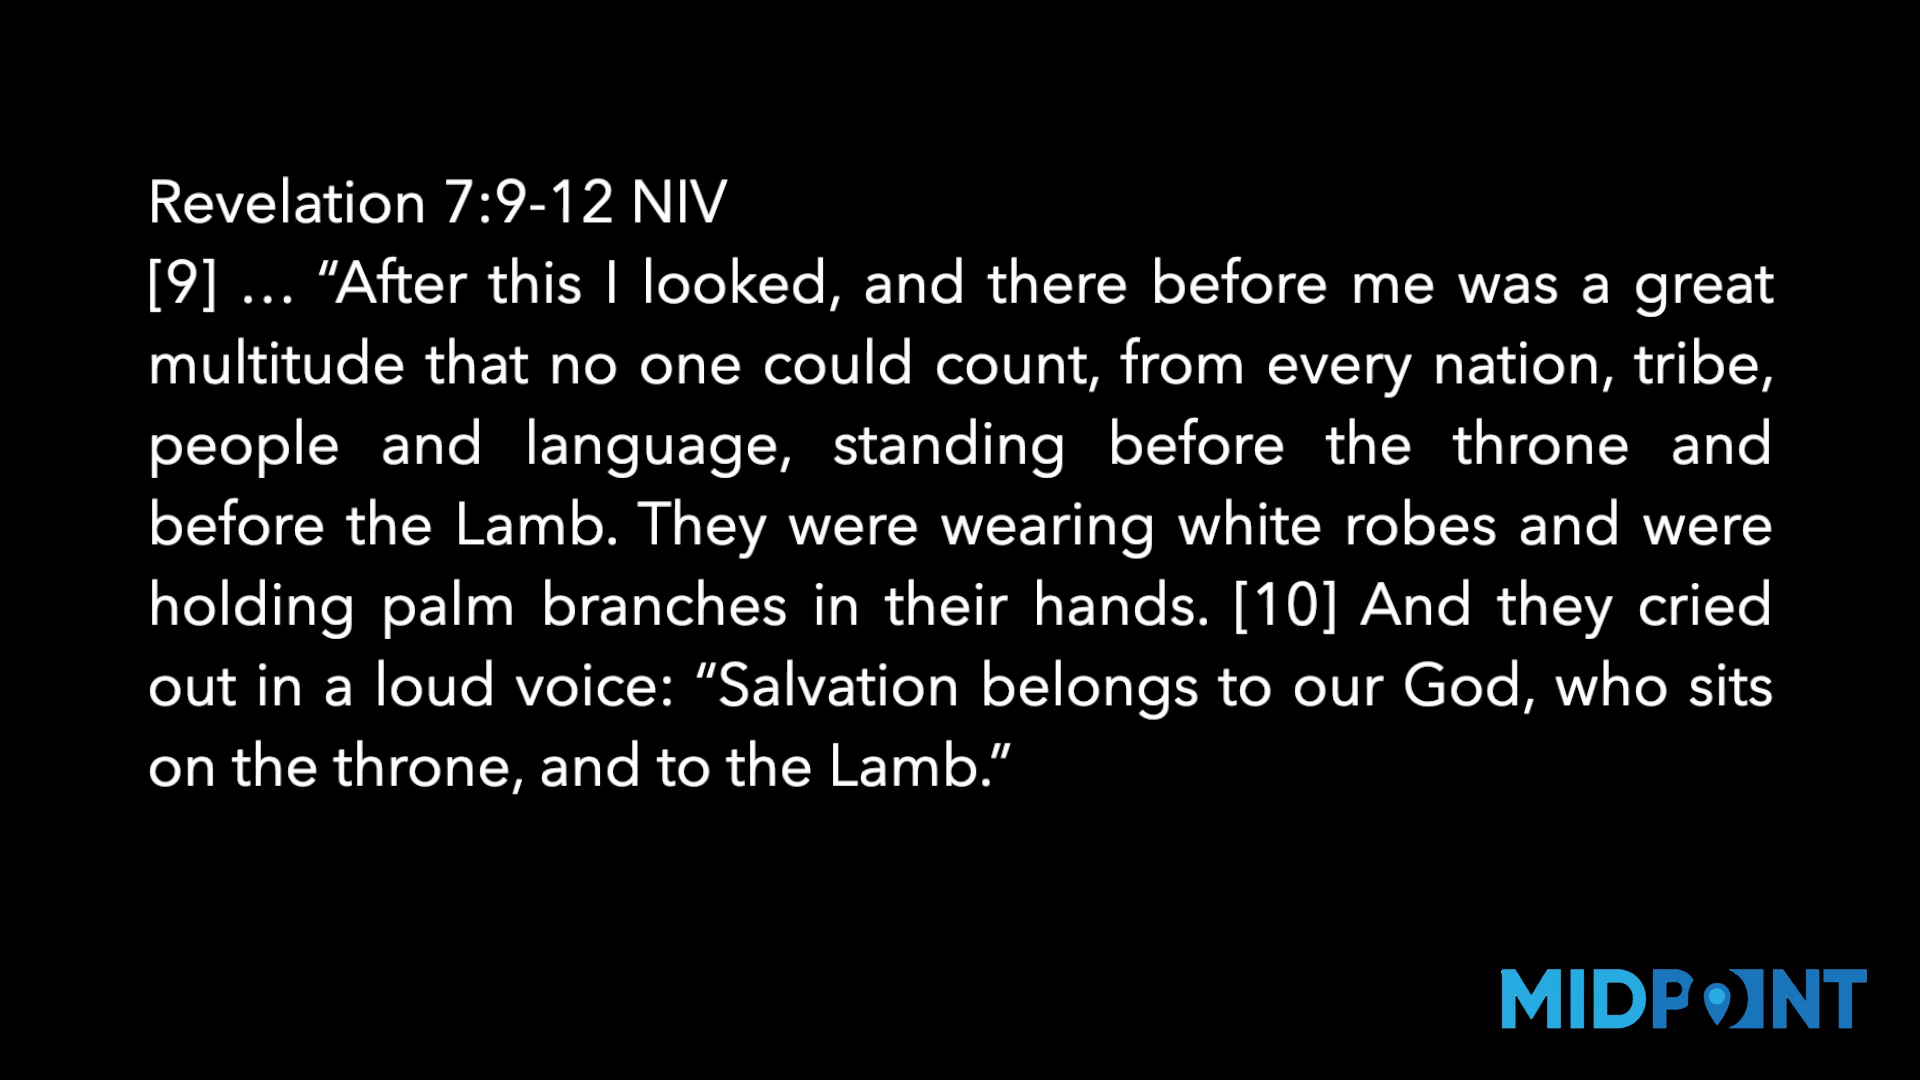 Revelation 7:9-12 NIV
[9] … “After this I looked, and there before me was a great
multitude that no one could count, from every nation, tribe,
people and language, standing before the throne and
before the Lamb. They were wearing white robes and were
holding palm branches in their hands. [10] And they cried
out in a loud voice: “Salvation belongs to our God, who sits
on the throne, and to the Lamb.”
MIDPOINT